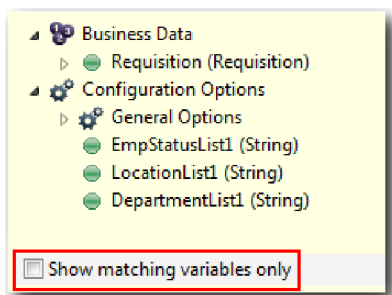 Business Data
Requisition (Requisition)
Configuration Options
General Options
EmpStatusList1 (String)
LocationList1 (String)
DepartmentList1 (String)
Show matching variables only